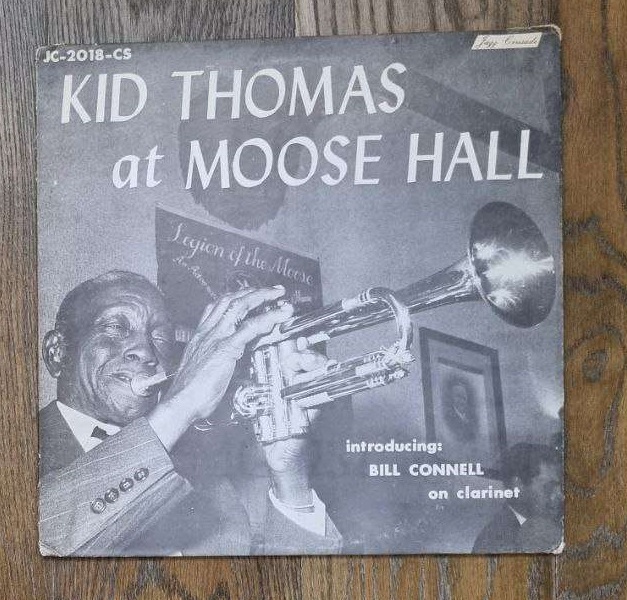 JC-2018-CS
Jazz Crusade
KID THOMAS
at MOOSE HALL
Legion of the Moose
introducing:
BILL CONNELL
on clarinet